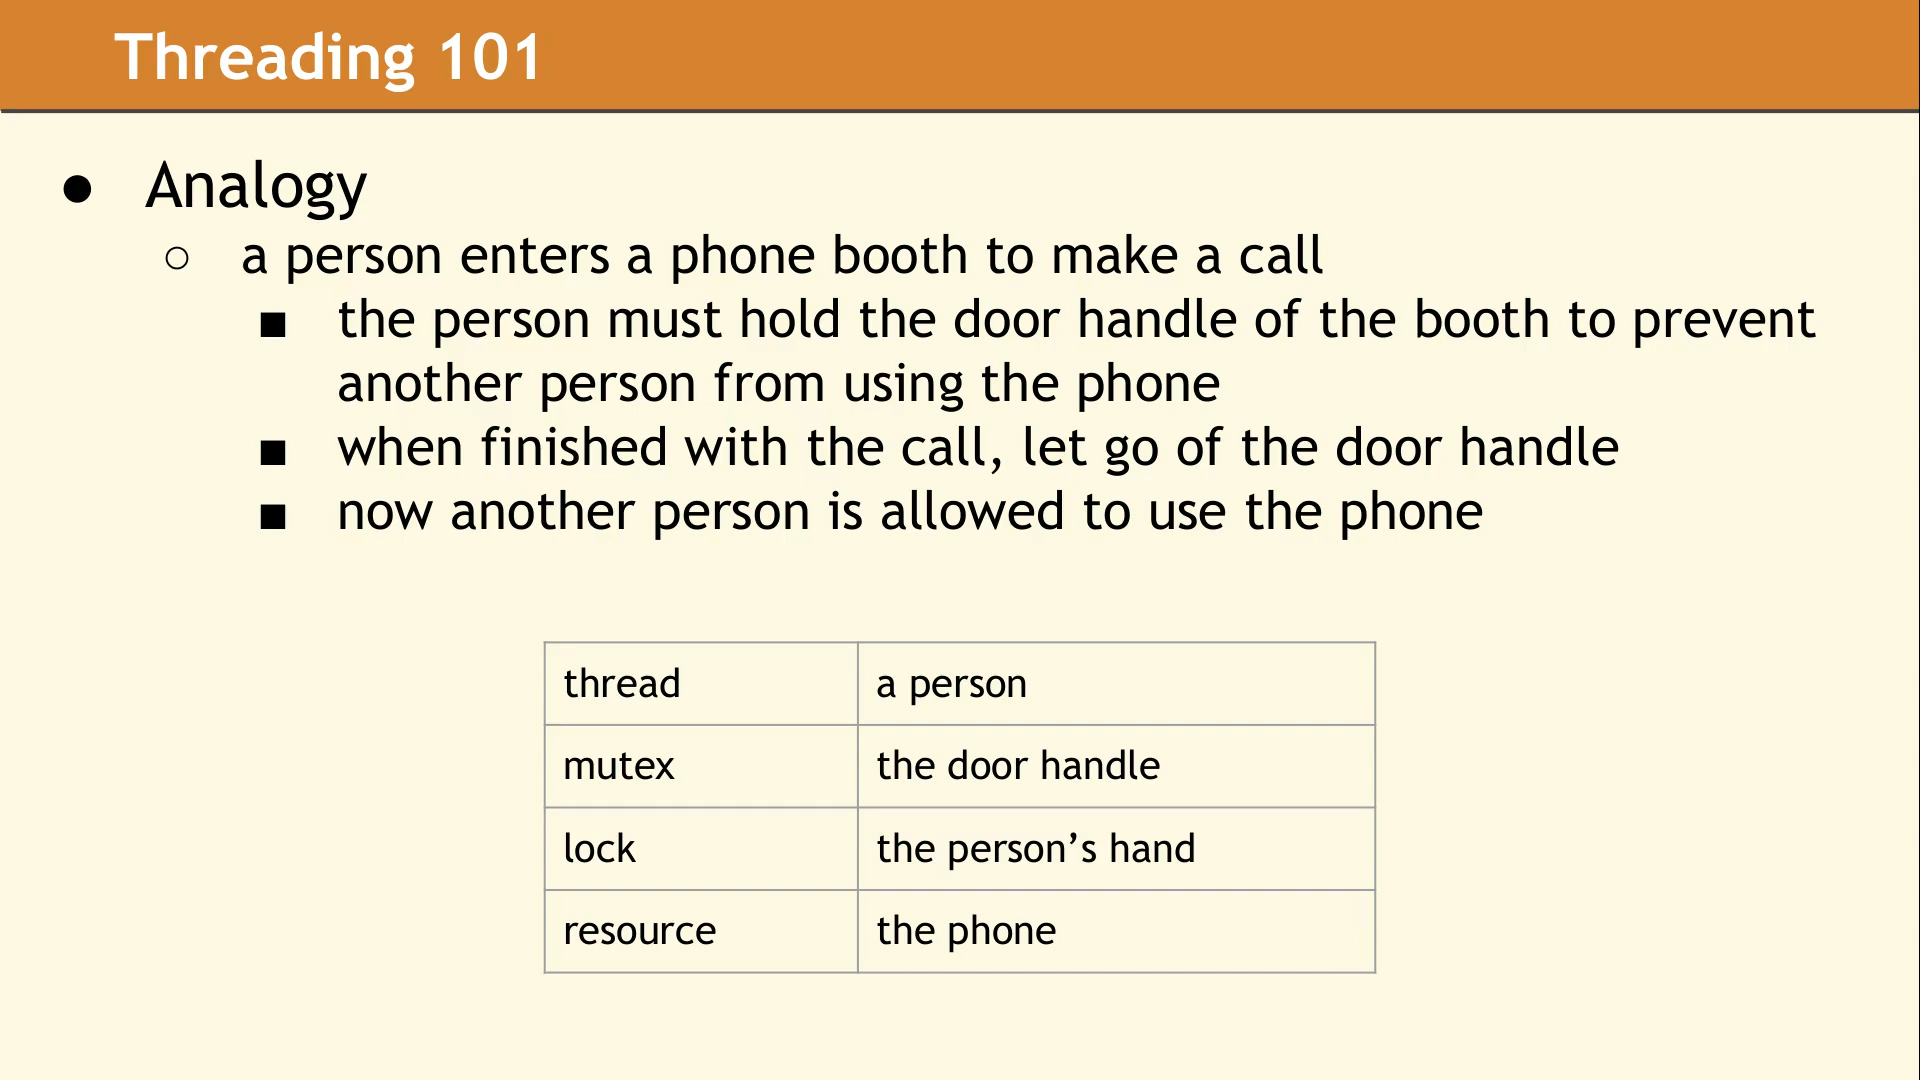 Threading 101
● Analogy
○ a person enters a phone booth to make a call
■ the person must hold the door handle of the booth to prevent
another person from using the phone
■ when finished with the call, let go of the door handle
■ now another person is allowed to use the phone
thread a person
mutex the door handle
lock the person’s hand
resource the phone